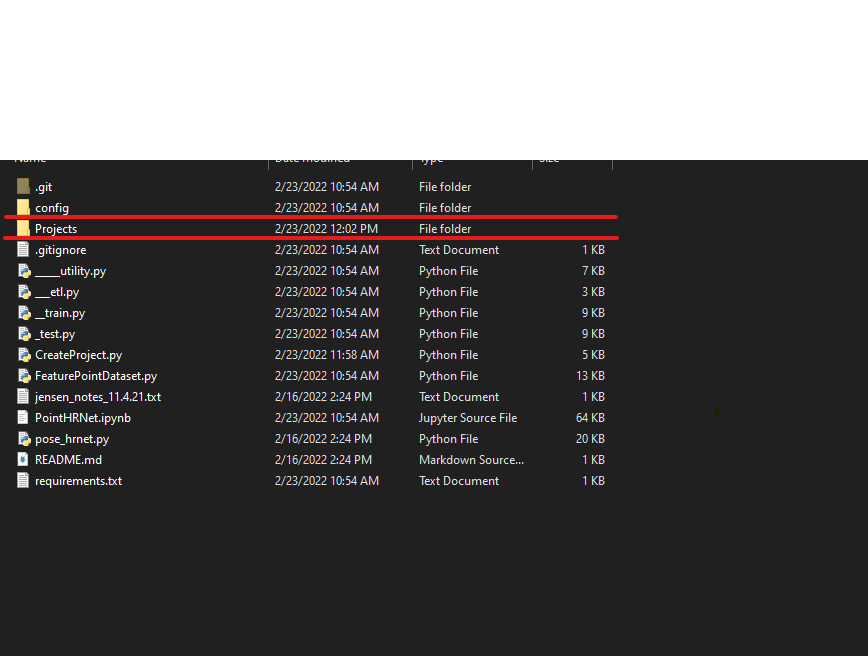 Name Date modified Type Size
.git 2/23/2022 10:54 AM File folder
config 2/23/2022 10:54 AM File folder
Projects 2/23/2022 12:02 PM File folder
.gitignore 2/23/2022 10:54 AM Text Document 1 KB
_____utility.py 2/23/2022 10:54 AM Python File 7 KB
___etl.py 2/23/2022 10:54 AM Python File 3 KB
__train.py 2/23/2022 10:54 AM Python File 9 KB
_test.py 2/23/2022 10:54 AM Python File 9 KB
CreateProject.py 2/23/2022 11:58 AM Python File 5 KB
FeaturePointDataset.py 2/23/2022 10:54 AM Python File 13 KB
jensen_notes_11.4.21.txt 2/16/2022 2:24 PM Text Document 1 KB
PointHRNet.ipynb 2/23/2022 10:54 AM Jupyter Source File 64 KB
pose_hrnet.py 2/16/2022 2:24 PM Python File 20 KB
README.md 2/16/2022 2:24 PM Markdown Source... 1 KB
requirements.txt 2/23/2022 10:54 AM Text Document 1 KB